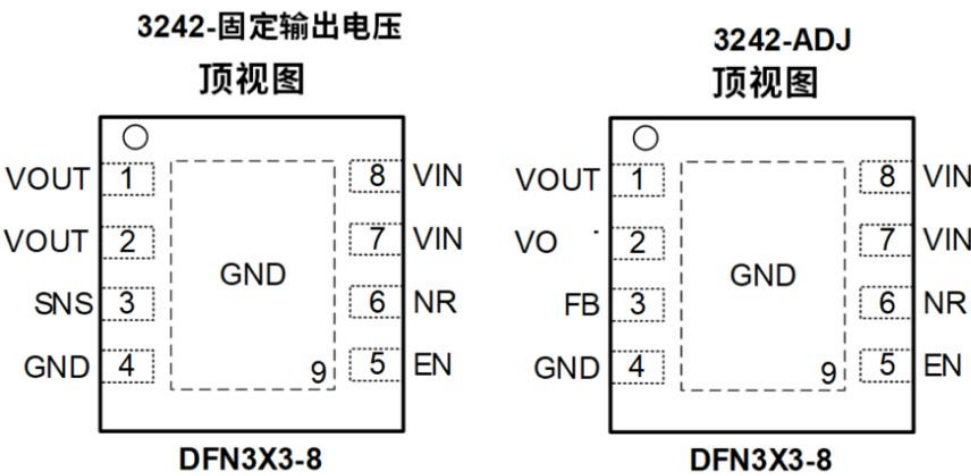 3242-固定输出电压
顶视图
VOUT 1 8 VIN
VOUT 2 7 VIN
GND
SNS 3 6 NR
GND 4 9 5 EN
DFN3X3-8
3242-ADJ
顶视图
VOUT 1 8 VIN
VO 2 7 VIN
GND
FB 3 6 NR
GND 4 9 5 EN
DFN3X3-8